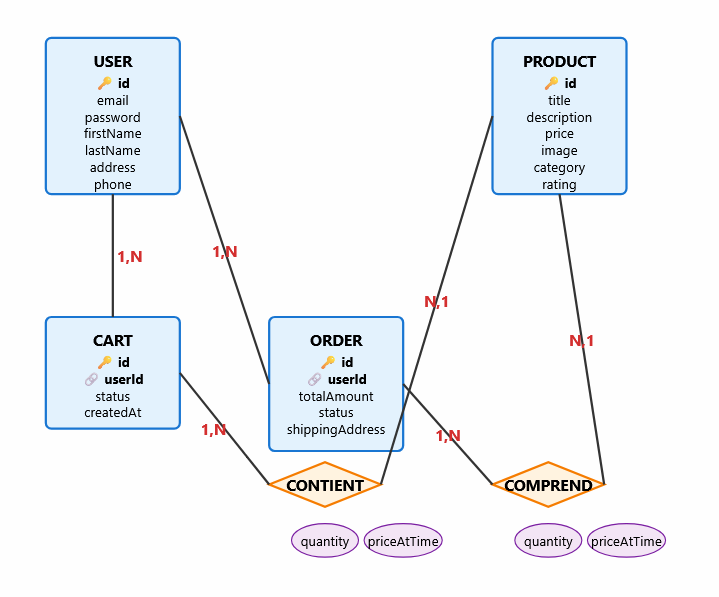 USER
🔑 id
email
password
firstName
lastName
address
phone
PRODUCT
🔑 id
title
description
price
image
category
rating
1,N
1,N
N,1
N,1
CART
🔑 id
🔗 userId
status
createdAt
ORDER
🔑 id
🔗 userId
totalAmount
status
shippingAddress
1,N
1,N
CONTIENT
COMPREND
quantity
priceAtTime
quantity
priceAtTime